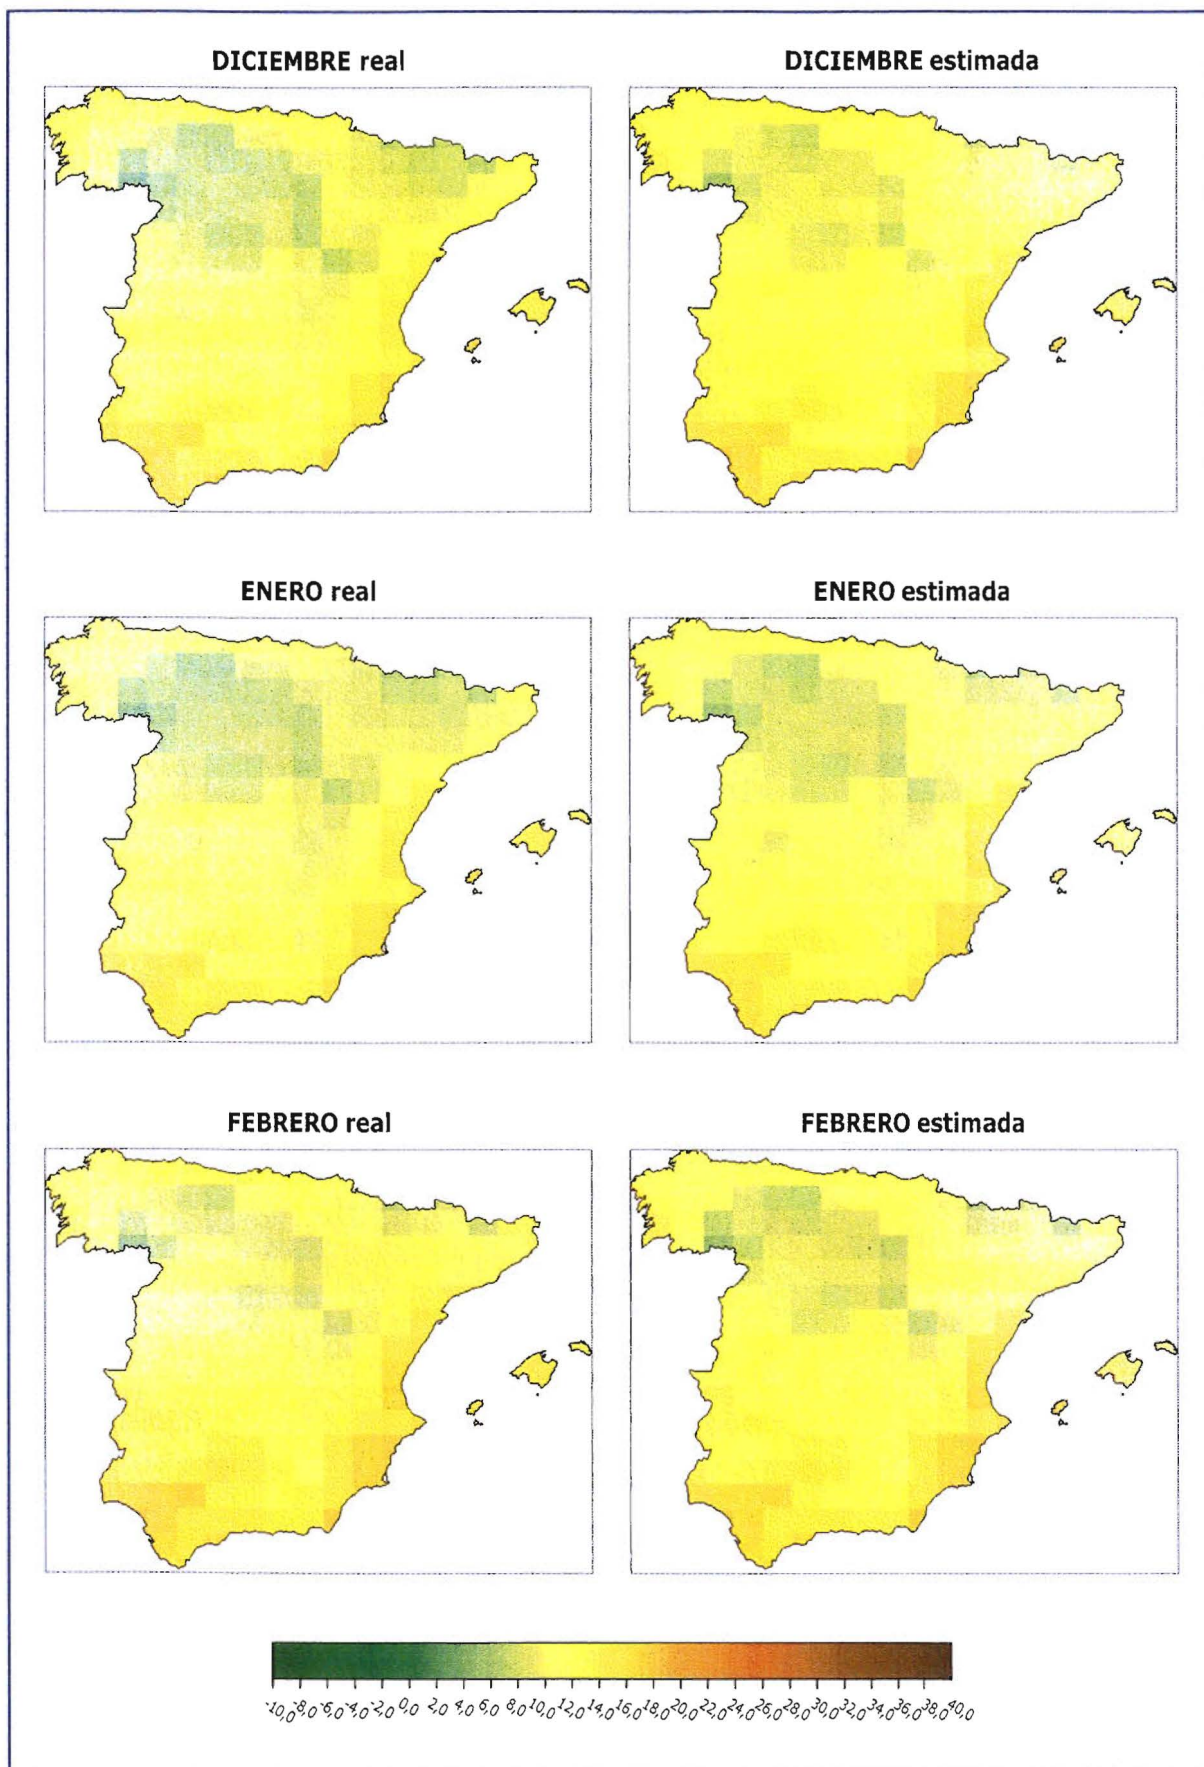 DICIEMBRE real
DICIEMBRE estimada
ENERO real
ENERO estimada
FEBRERO real
FEBRERO estimada
-10,0 -8,0 -6,0 -4,0 -2,0 0,0 2,0 4,0 6,0 8,0 10,0 12,0 14,0 16,0 18,0 20,0 22,0 24,0 26,0 28,0 30,0 32,0 34,0 36,0 38,0 40,0